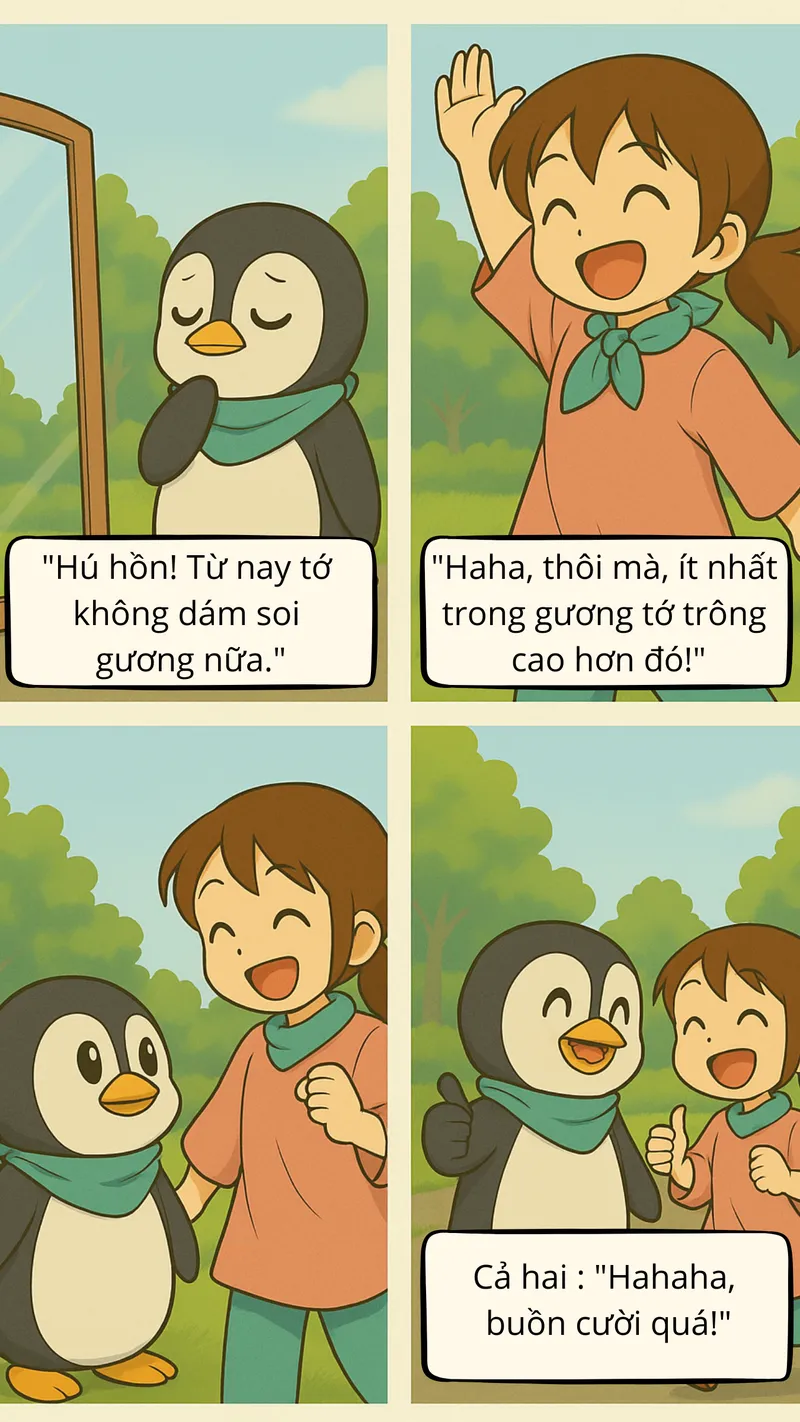 "Hú hồn! Từ nay tớ
không dám soi
gương nữa."
"Haha, thôi mà, ít nhất
trong gương tớ trông
cao hơn đó!"
Cả hai : "Hahaha,
buồn cười quá!"